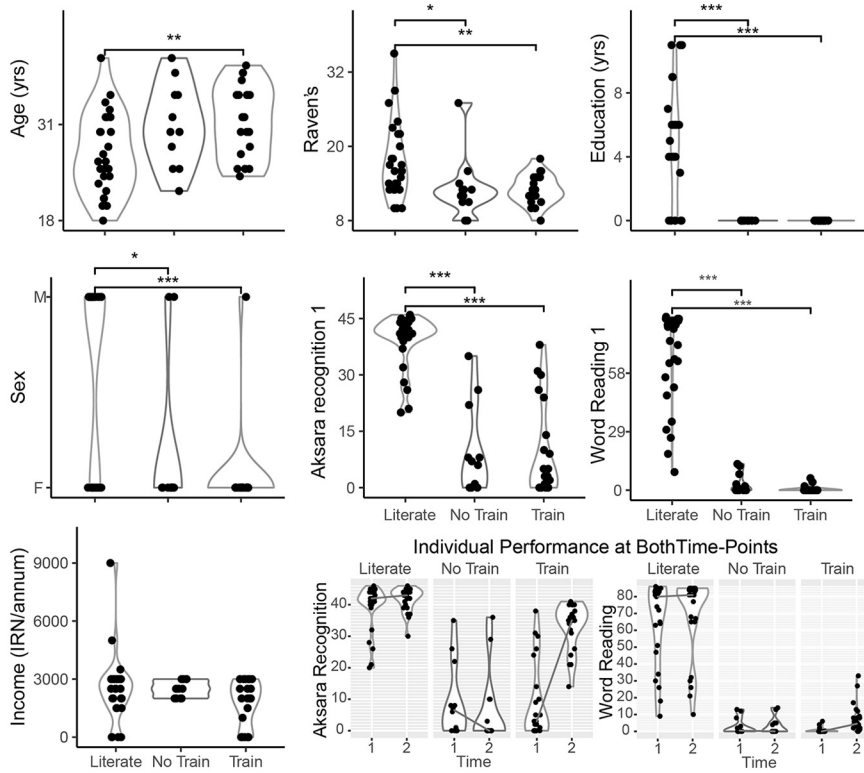 **
Age (yrs)
31
18
*
**
Raven's
32
20
8
***
***
Education (yrs)
8
4
0
*
***
Sex
M
F
***
***
Aksara recognition 1
45
30
15
0
Literate No Train Train
***
***
Word Reading 1
58
29
0
No Train Train
Literate
Income (IRN/annum)
9000
6000
3000
0
Literate No Train Train
Individual Performance at BothTime-Points
Literate No Train Train
Aksara Recognition
40
30
20
10
0
1 2 1 2 1 2
Time
Literate No Train Train
Word Reading
80
70
60
50
40
30
20
10
0
1 2 1 2 1 2
Time